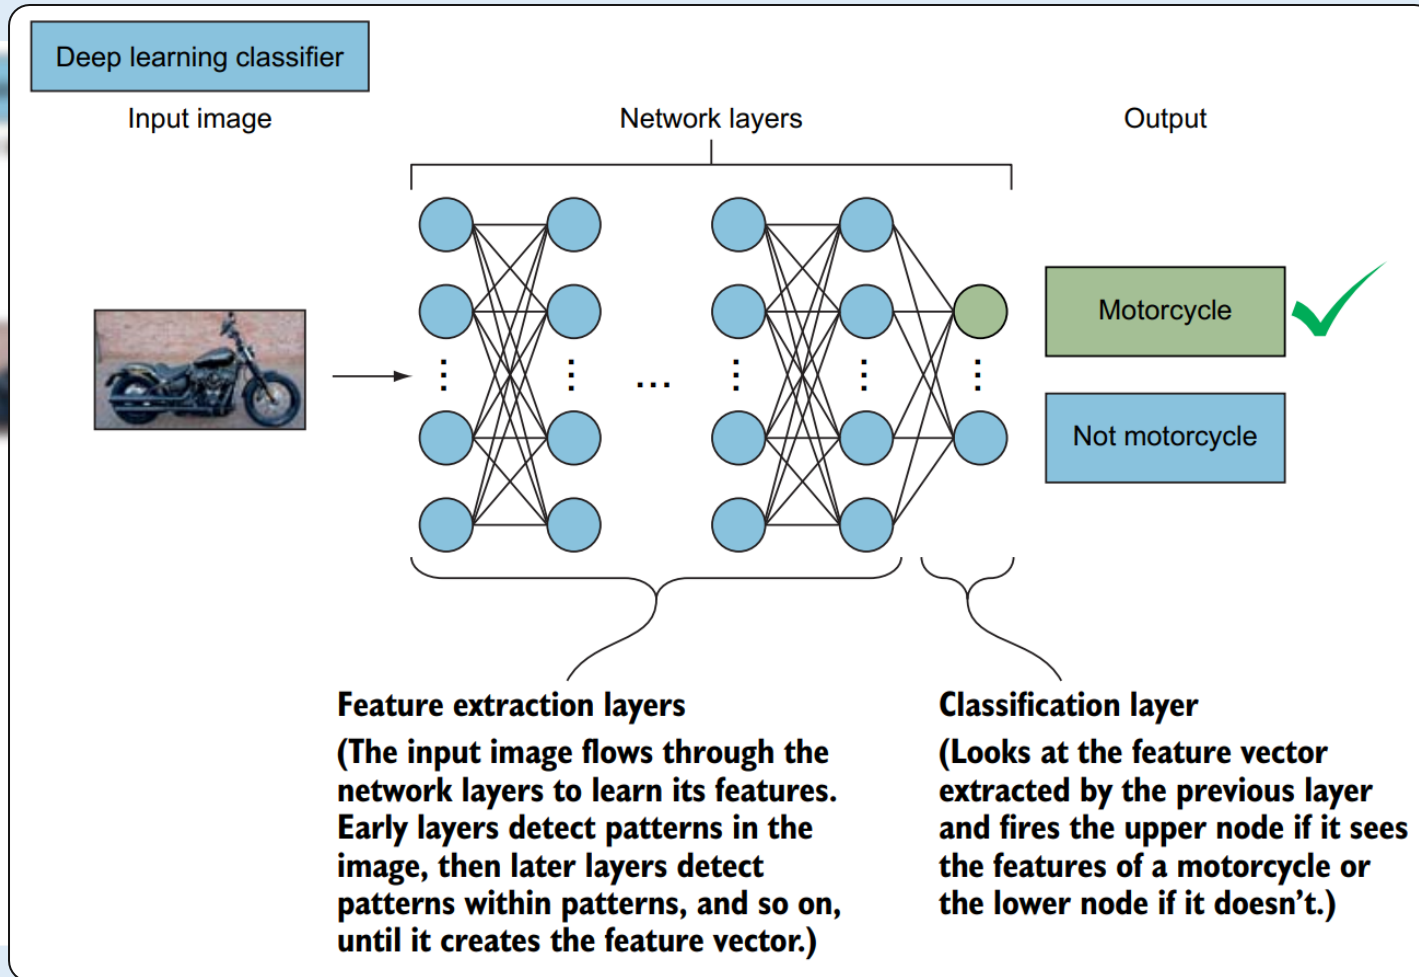 Deep learning classifier
Input image
Network layers
Output
Motorcycle
Not motorcycle
Feature extraction layers
(The input image flows through the
network layers to learn its features.
Early layers detect patterns in the
image, then later layers detect
patterns within patterns, and so on,
until it creates the feature vector.)
Classification layer
(Looks at the feature vector
extracted by the previous layer
and fires the upper node if it sees
the features of a motorcycle or
the lower node if it doesn’t.)